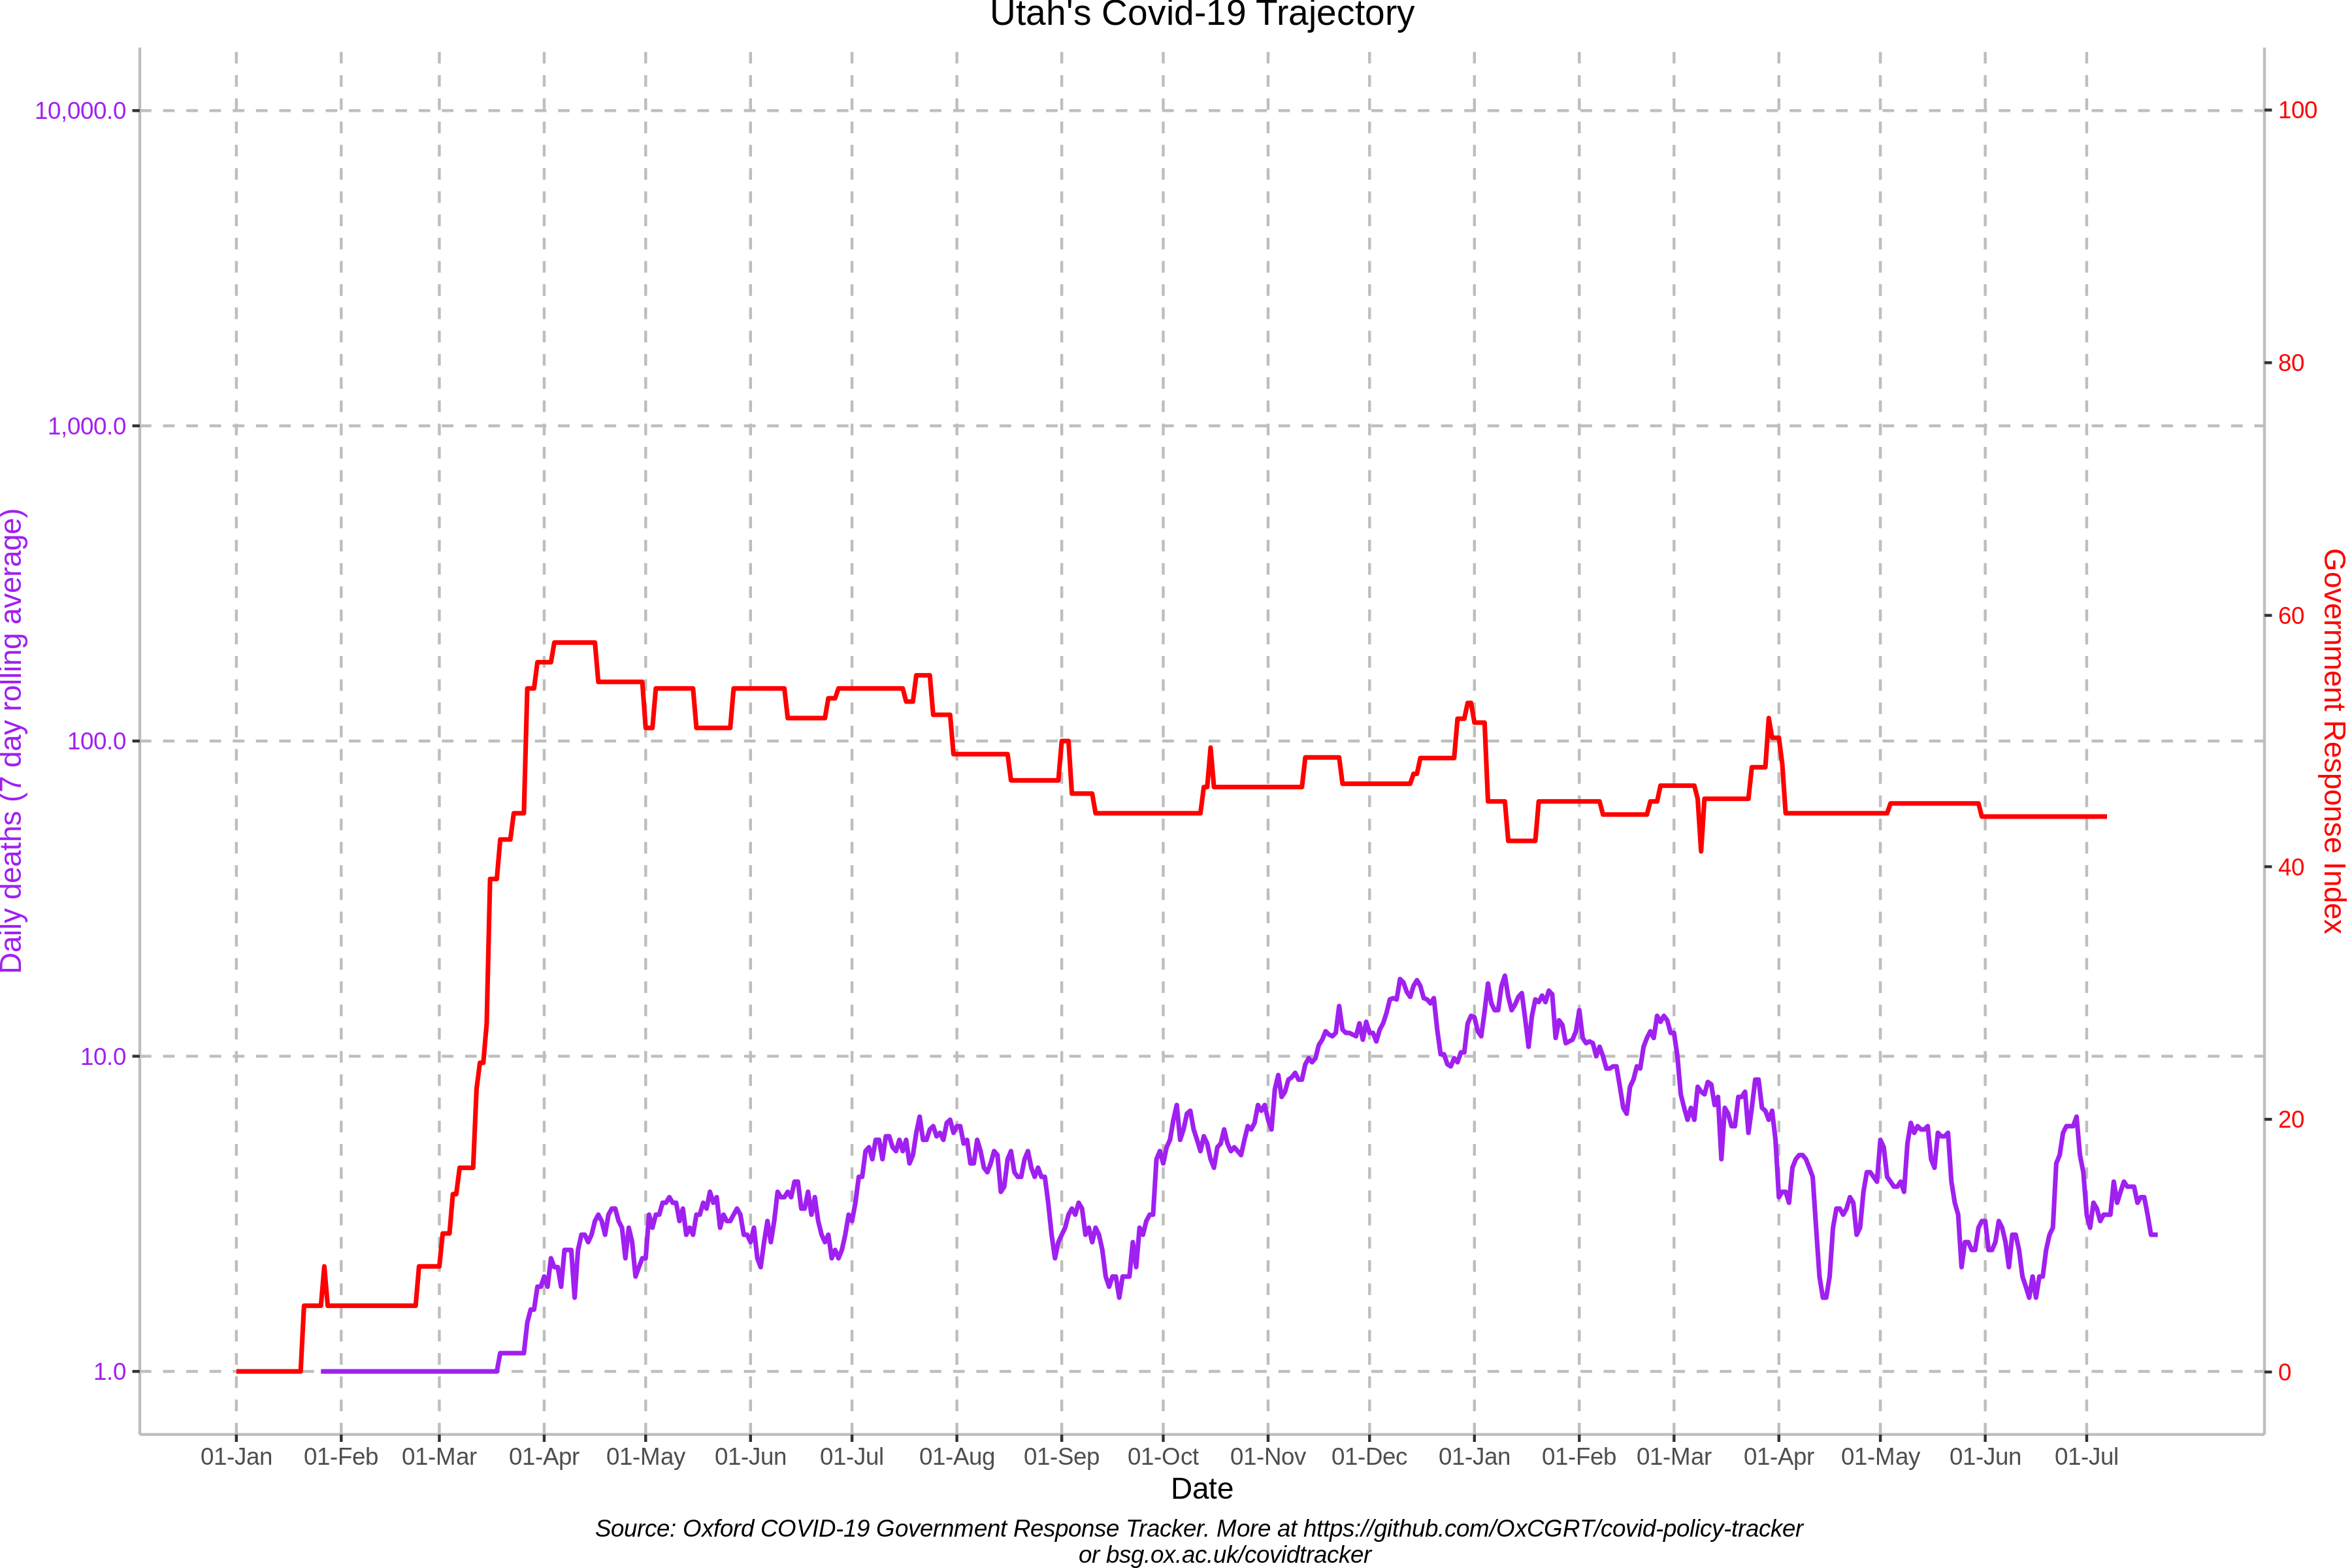 Utah's Covid-19 Trajectory
10,000.0
1,000.0
100.0
10.0
1.0
Daily deaths (7 day rolling average)
100
80
60
40
20
0
Government Response Index
01-Jan 01-Feb 01-Mar 01-Apr 01-May 01-Jun 01-Jul 01-Aug 01-Sep 01-Oct 01-Nov 01-Dec 01-Jan 01-Feb 01-Mar 01-Apr 01-May 01-Jun 01-Jul
Date
Source: Oxford COVID-19 Government Response Tracker. More at https://github.com/OxCGRT/covid-policy-tracker
or bsg.ox.ac.uk/covidtracker